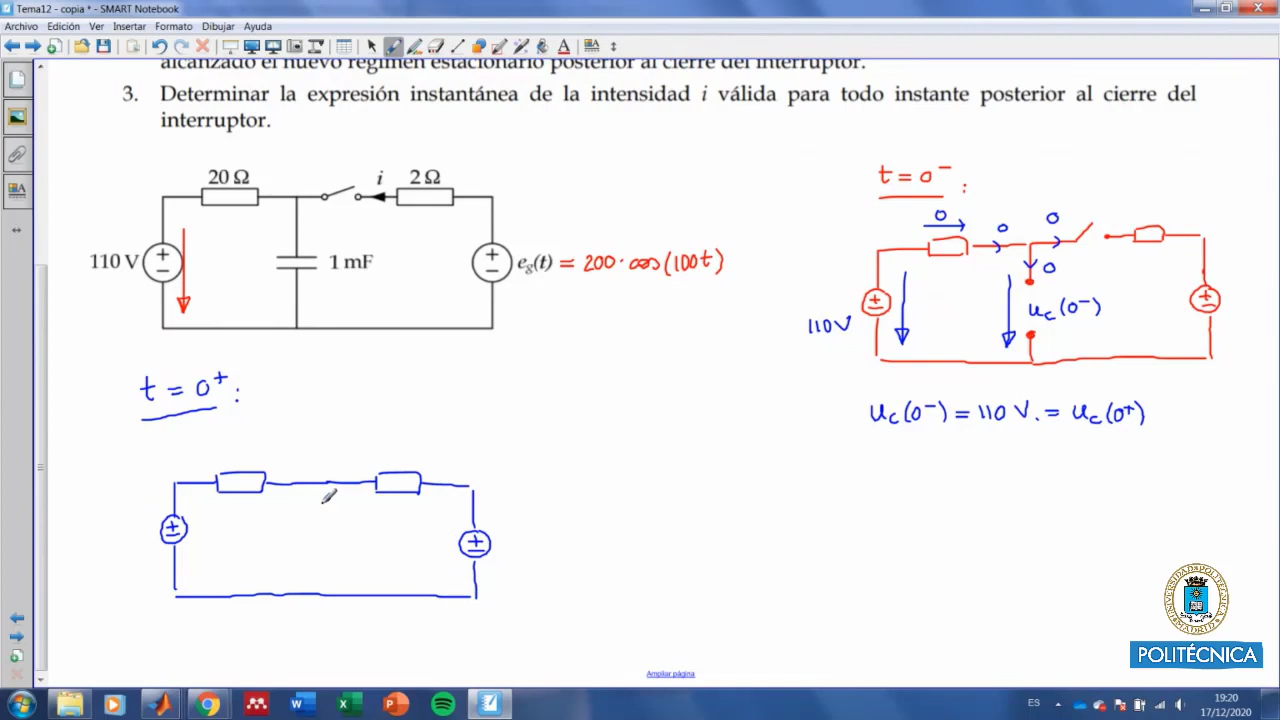 Tema12 - copia * - SMART Notebook
Archivo Edición Ver Insertar Formato Dibujar Ayuda
alcanzado el nuevo régimen estacionario posterior al cierre del interruptor.
3. Determinar la expresión instantánea de la intensidad i válida para todo instante posterior al cierre del
interruptor.
20 Ω i 2 Ω
110 V 1 mF eg(t) = 200 · cos(100t)
t = 0⁻ :
0 0 0
0
uc(0⁻)
110V
uc(0⁻) = 110 V. = uc(0⁺)
t = 0⁺ :
POLITÉCNICA
Ampliar página
ES
19:20
17/12/2020